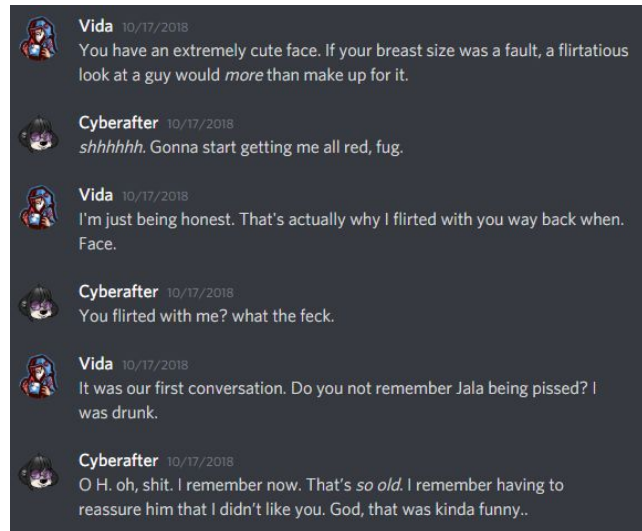 Vida 10/17/2018
You have an extremely cute face. If your breast size was a fault, a flirtatious
look at a guy would more than make up for it.
Cyberafter 10/17/2018
shhhhhh. Gonna start getting me all red, fug.
Vida 10/17/2018
I'm just being honest. That's actually why I flirted with you way back when.
Face.
Cyberafter 10/17/2018
You flirted with me? what the feck.
Vida 10/17/2018
It was our first conversation. Do you not remember Jala being pissed? I
was drunk.
Cyberafter 10/17/2018
O H. oh, shit. I remember now. That's so old. I remember having to
reassure him that I didn't like you. God, that was kinda funny..